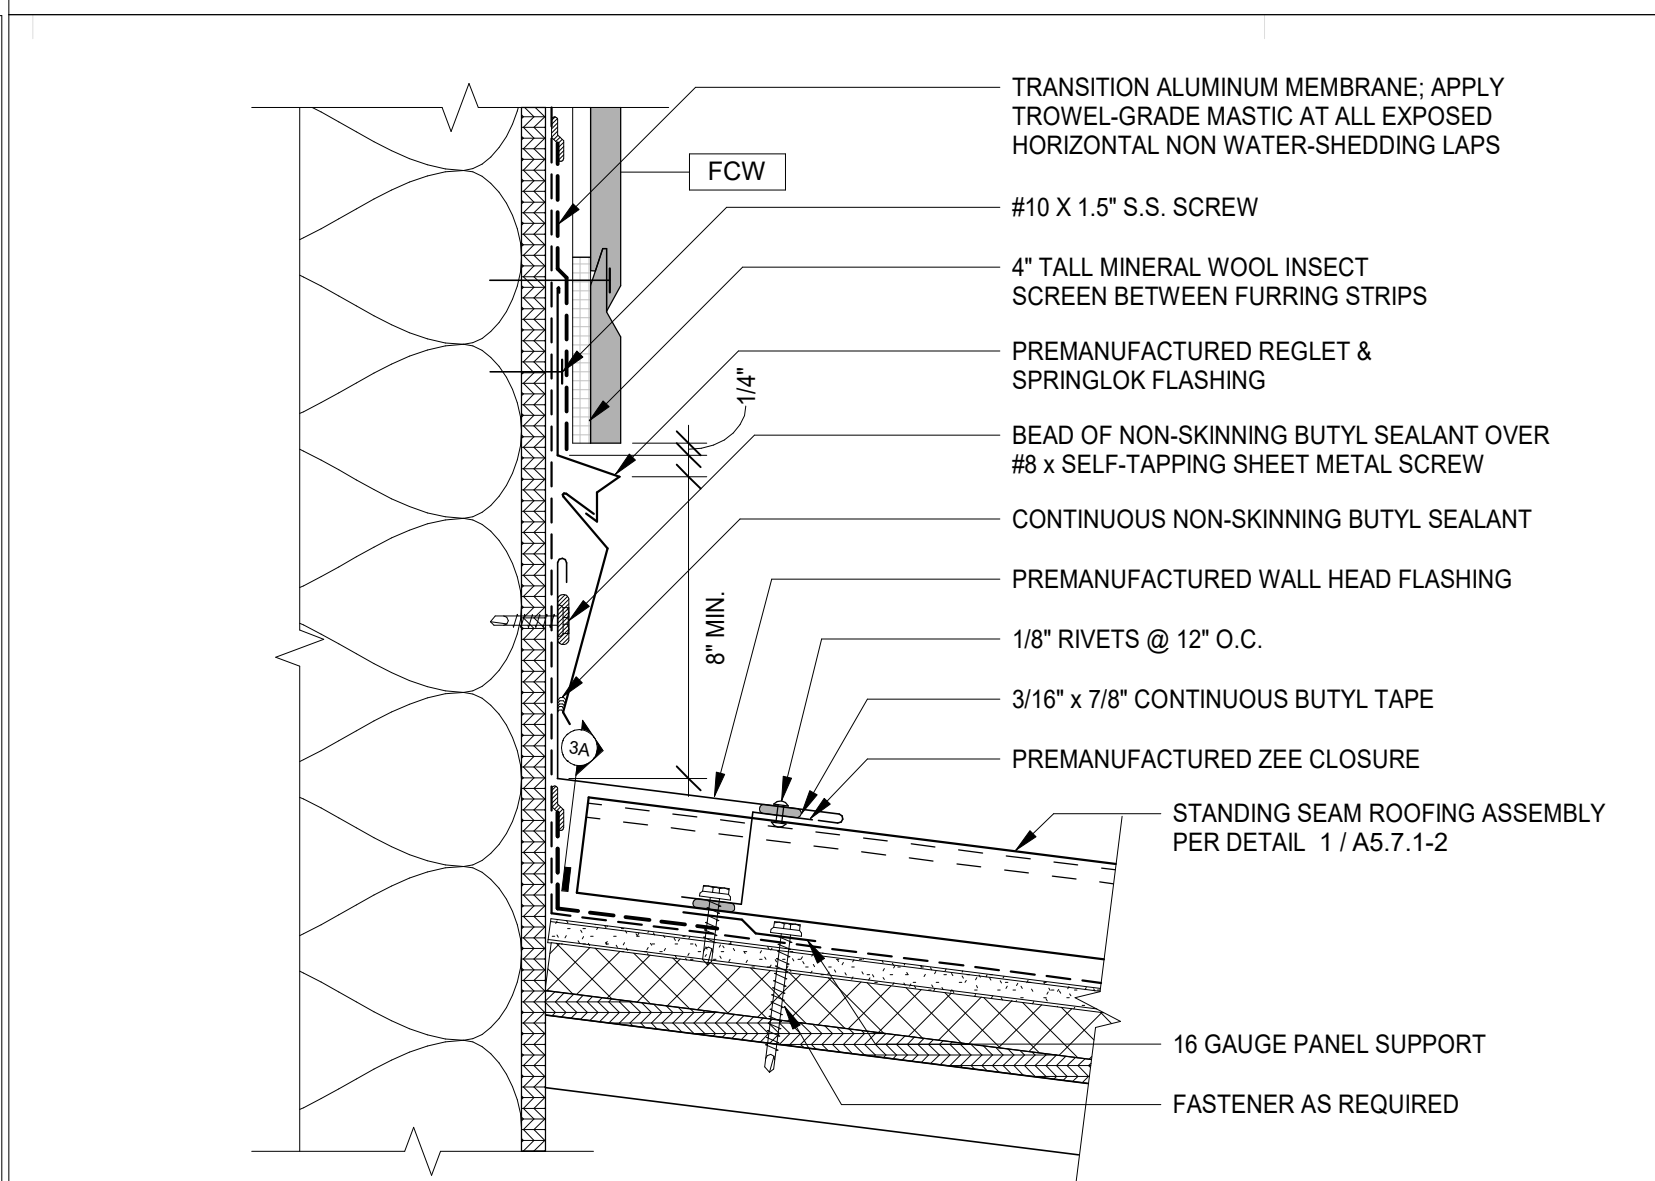 TRANSITION ALUMINUM MEMBRANE; APPLY
TROWEL-GRADE MASTIC AT ALL EXPOSED
HORIZONTAL NON WATER-SHEDDING LAPS
FCW
#10 X 1.5" S.S. SCREW
4" TALL MINERAL WOOL INSECT
SCREEN BETWEEN FURRING STRIPS
PREMANUFACTURED REGLET &
SPRINGLOK FLASHING
1/4"
BEAD OF NON-SKINNING BUTYL SEALANT OVER
#8 x SELF-TAPPING SHEET METAL SCREW
CONTINUOUS NON-SKINNING BUTYL SEALANT
PREMANUFACTURED WALL HEAD FLASHING
8" MIN.
1/8" RIVETS @ 12" O.C.
3/16" x 7/8" CONTINUOUS BUTYL TAPE
3A
PREMANUFACTURED ZEE CLOSURE
STANDING SEAM ROOFING ASSEMBLY
PER DETAIL 1 / A5.7.1-2
16 GAUGE PANEL SUPPORT
FASTENER AS REQUIRED